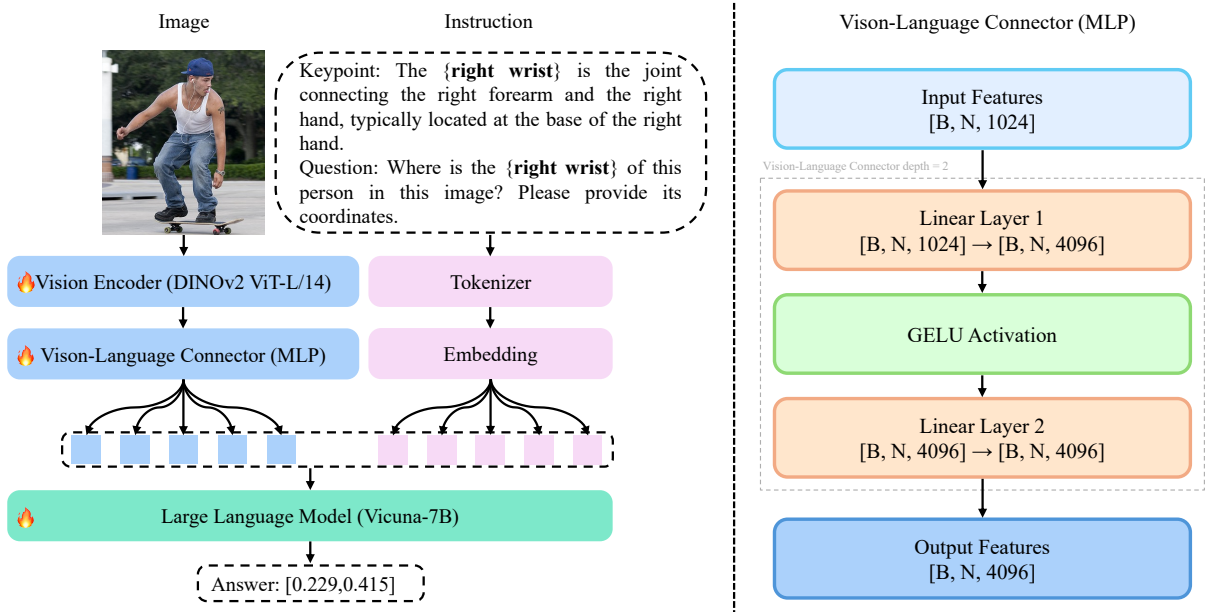 Image
Instruction
Keypoint: The {right wrist} is the joint
connecting the right forearm and the right
hand, typically located at the base of the right
hand.
Question: Where is the {right wrist} of this
person in this image? Please provide its
coordinates.
Vision Encoder (DINOv2 ViT-L/14)
Tokenizer
Vison-Language Connector (MLP)
Embedding
Large Language Model (Vicuna-7B)
Answer: [0.229,0.415]
Vison-Language Connector (MLP)
Input Features
[B, N, 1024]
Vision-Language Connector depth = 2
Linear Layer 1
[B, N, 1024] → [B, N, 4096]
GELU Activation
Linear Layer 2
[B, N, 4096] → [B, N, 4096]
Output Features
[B, N, 4096]